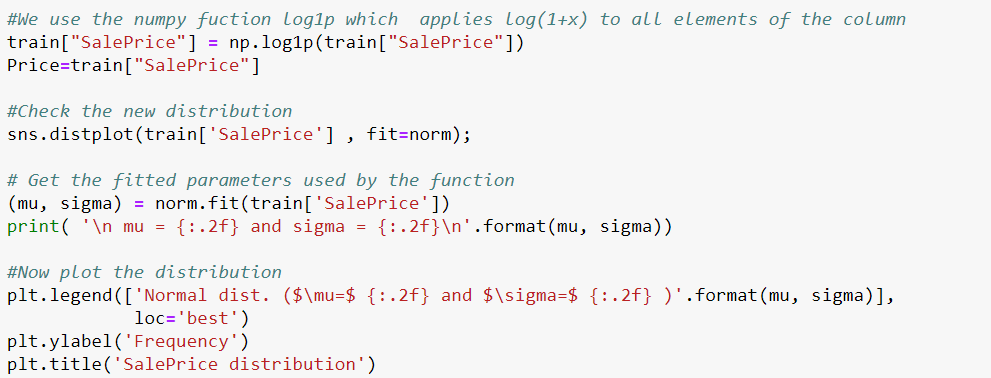 #We use the numpy fuction log1p which  applies log(1+x) to all elements of the column
train["SalePrice"] = np.log1p(train["SalePrice"])
Price=train["SalePrice"]
#Check the new distribution
sns.distplot(train['SalePrice'] , fit=norm);
# Get the fitted parameters used by the function
(mu, sigma) = norm.fit(train['SalePrice'])
print( '\n mu = {:.2f} and sigma = {:.2f}\n'.format(mu, sigma))
#Now plot the distribution
plt.legend(['Normal dist. ($\mu=$ {:.2f} and $\sigma=$ {:.2f} )'.format(mu, sigma)],
            loc='best')
plt.ylabel('Frequency')
plt.title('SalePrice distribution')